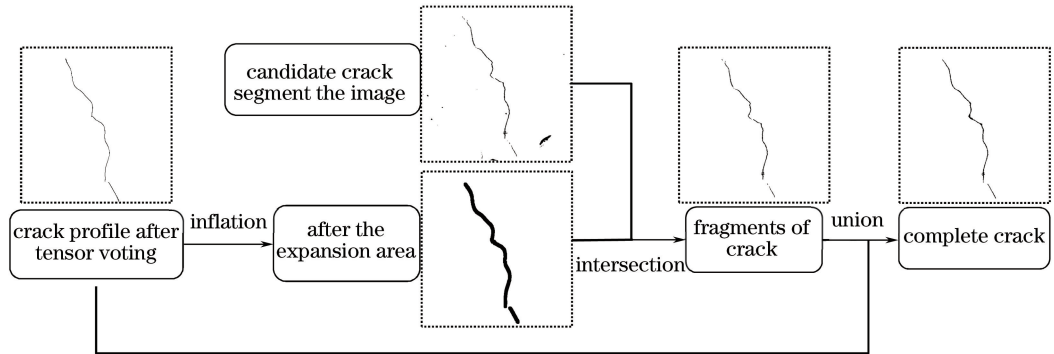 candidate crack
segment the image
crack profile after
tensor voting
inflation
after the
expansion area
intersection
fragments of
crack
union
complete crack